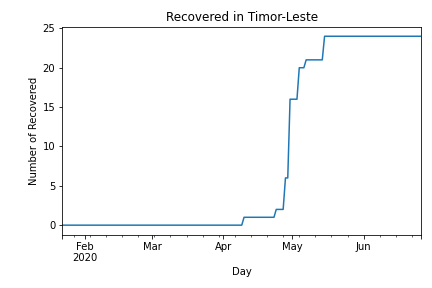 Recovered in Timor-Leste
Number of Recovered
25
20
15
10
5
0
Feb
2020
Mar
Apr
May
Jun
Day